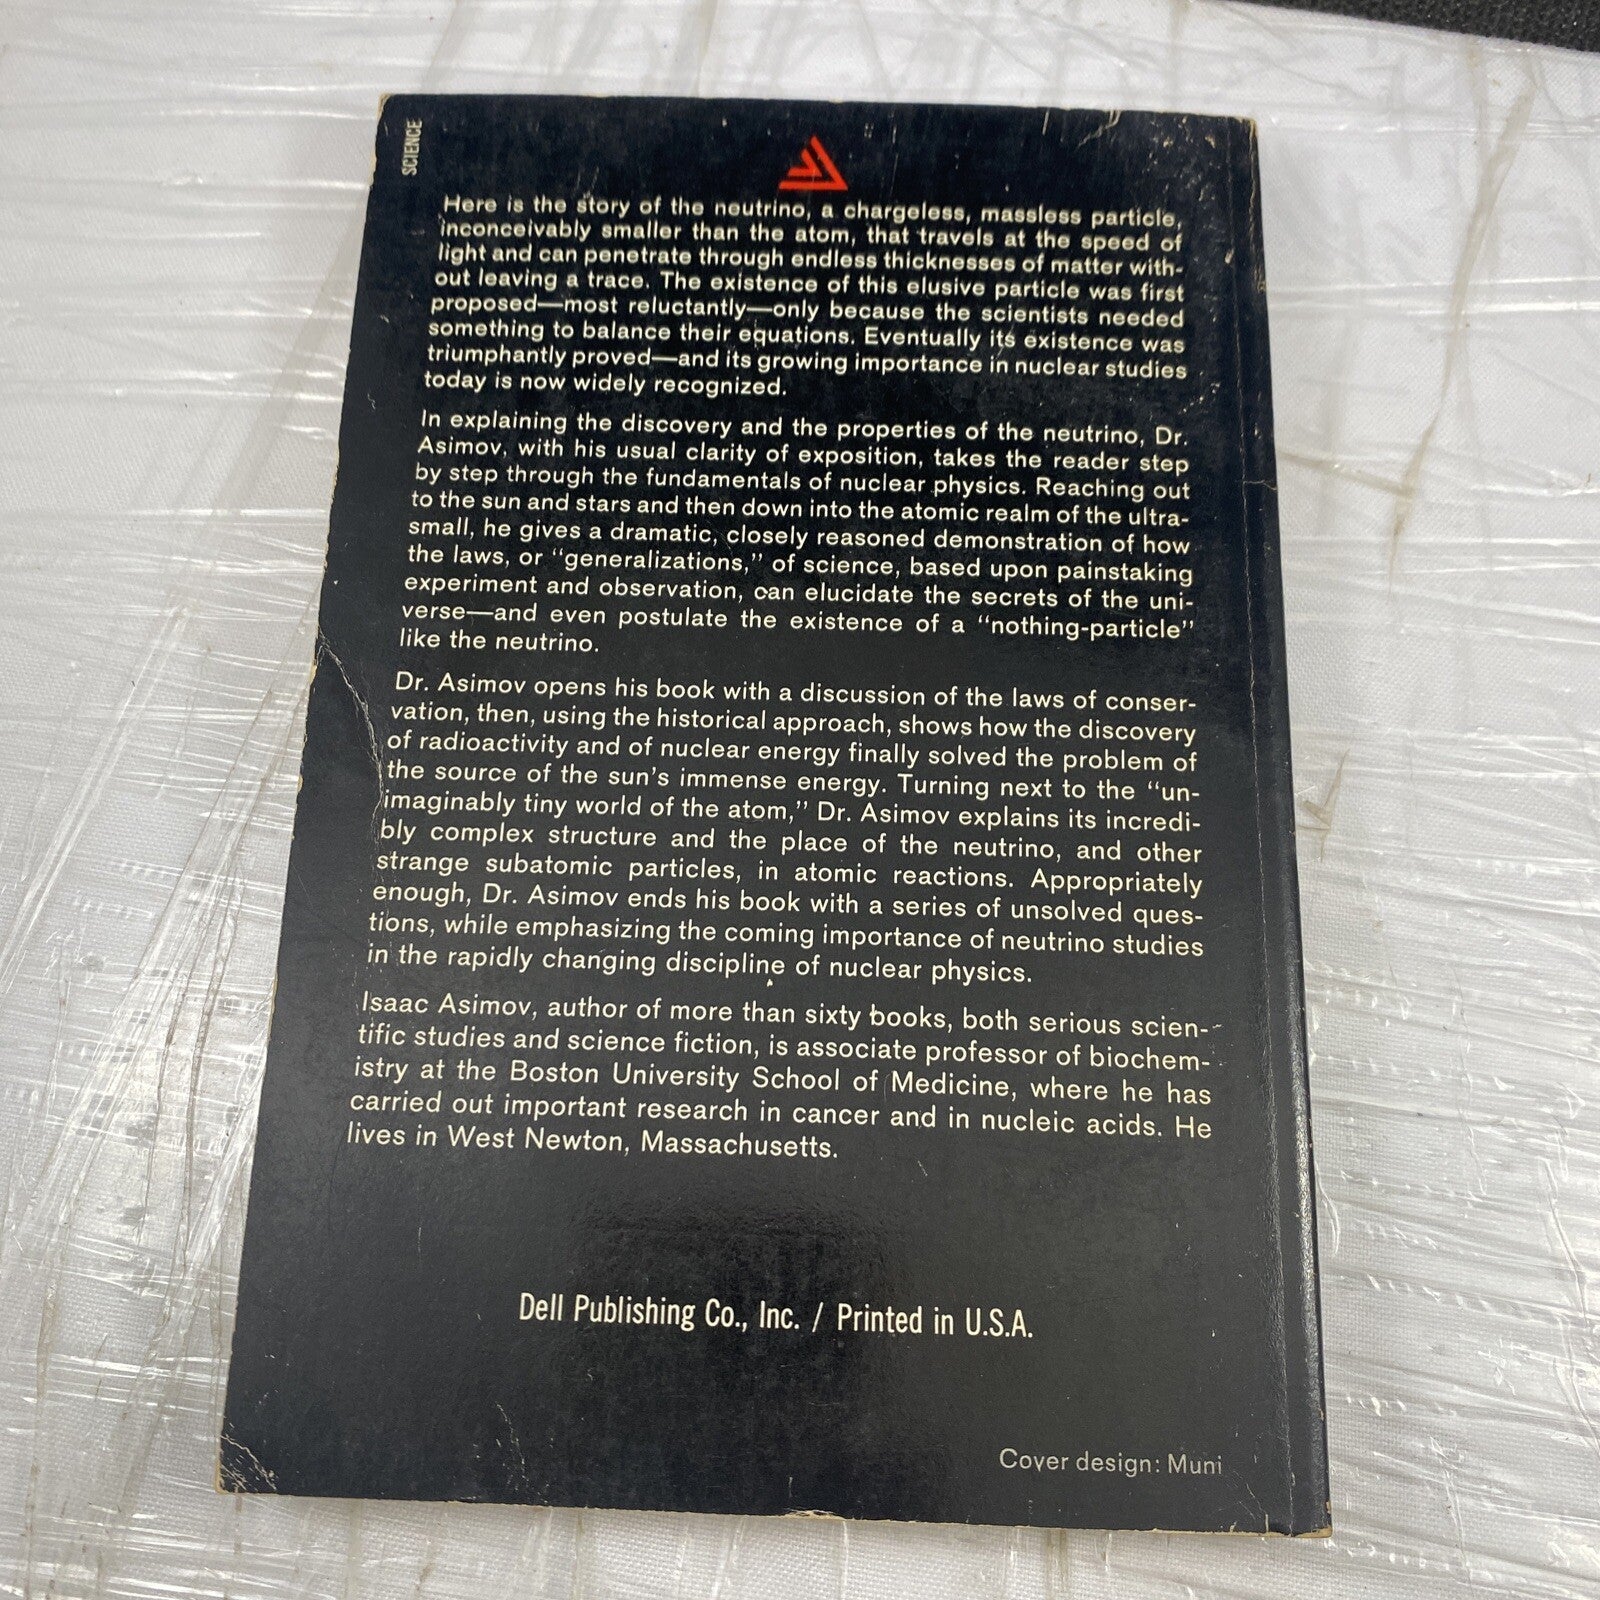 SCIENCE
Here is the story of the neutrino, a chargeless, massless particle,
inconceivably smaller than the atom, that travels at the speed of
light and can penetrate through endless thicknesses of matter with-
out leaving a trace. The existence of this elusive particle was first
proposed—most reluctantly—only because the scientists needed
something to balance their equations. Eventually its existence was
triumphantly proved—and its growing importance in nuclear studies
today is now widely recognized.
In explaining the discovery and the properties of the neutrino, Dr.
Asimov, with his usual clarity of exposition, takes the reader step
by step through the fundamentals of nuclear physics. Reaching out
to the sun and stars and then down into the atomic realm of the ultra-
small, he gives a dramatic, closely reasoned demonstration of how
the laws, or "generalizations," of science, based upon painstaking
experiment and observation, can elucidate the secrets of the uni-
verse—and even postulate the existence of a "nothing-particle"
like the neutrino.
Dr. Asimov opens his book with a discussion of the laws of conser-
vation, then, using the historical approach, shows how the discovery
of radioactivity and of nuclear energy finally solved the problem of
the source of the sun's immense energy. Turning next to the "un-
imaginably tiny world of the atom," Dr. Asimov explains its incredi-
bly complex structure and the place of the neutrino, and other
strange subatomic particles, in atomic reactions. Appropriately
enough, Dr. Asimov ends his book with a series of unsolved ques-
tions, while emphasizing the coming importance of neutrino studies
in the rapidly changing discipline of nuclear physics.
Isaac Asimov, author of more than sixty books, both serious scien-
tific studies and science fiction, is associate professor of biochem-
istry at the Boston University School of Medicine, where he has
carried out important research in cancer and in nucleic acids. He
lives in West Newton, Massachusetts.
Dell Publishing Co., Inc. / Printed in U.S.A.
Cover design: Muni